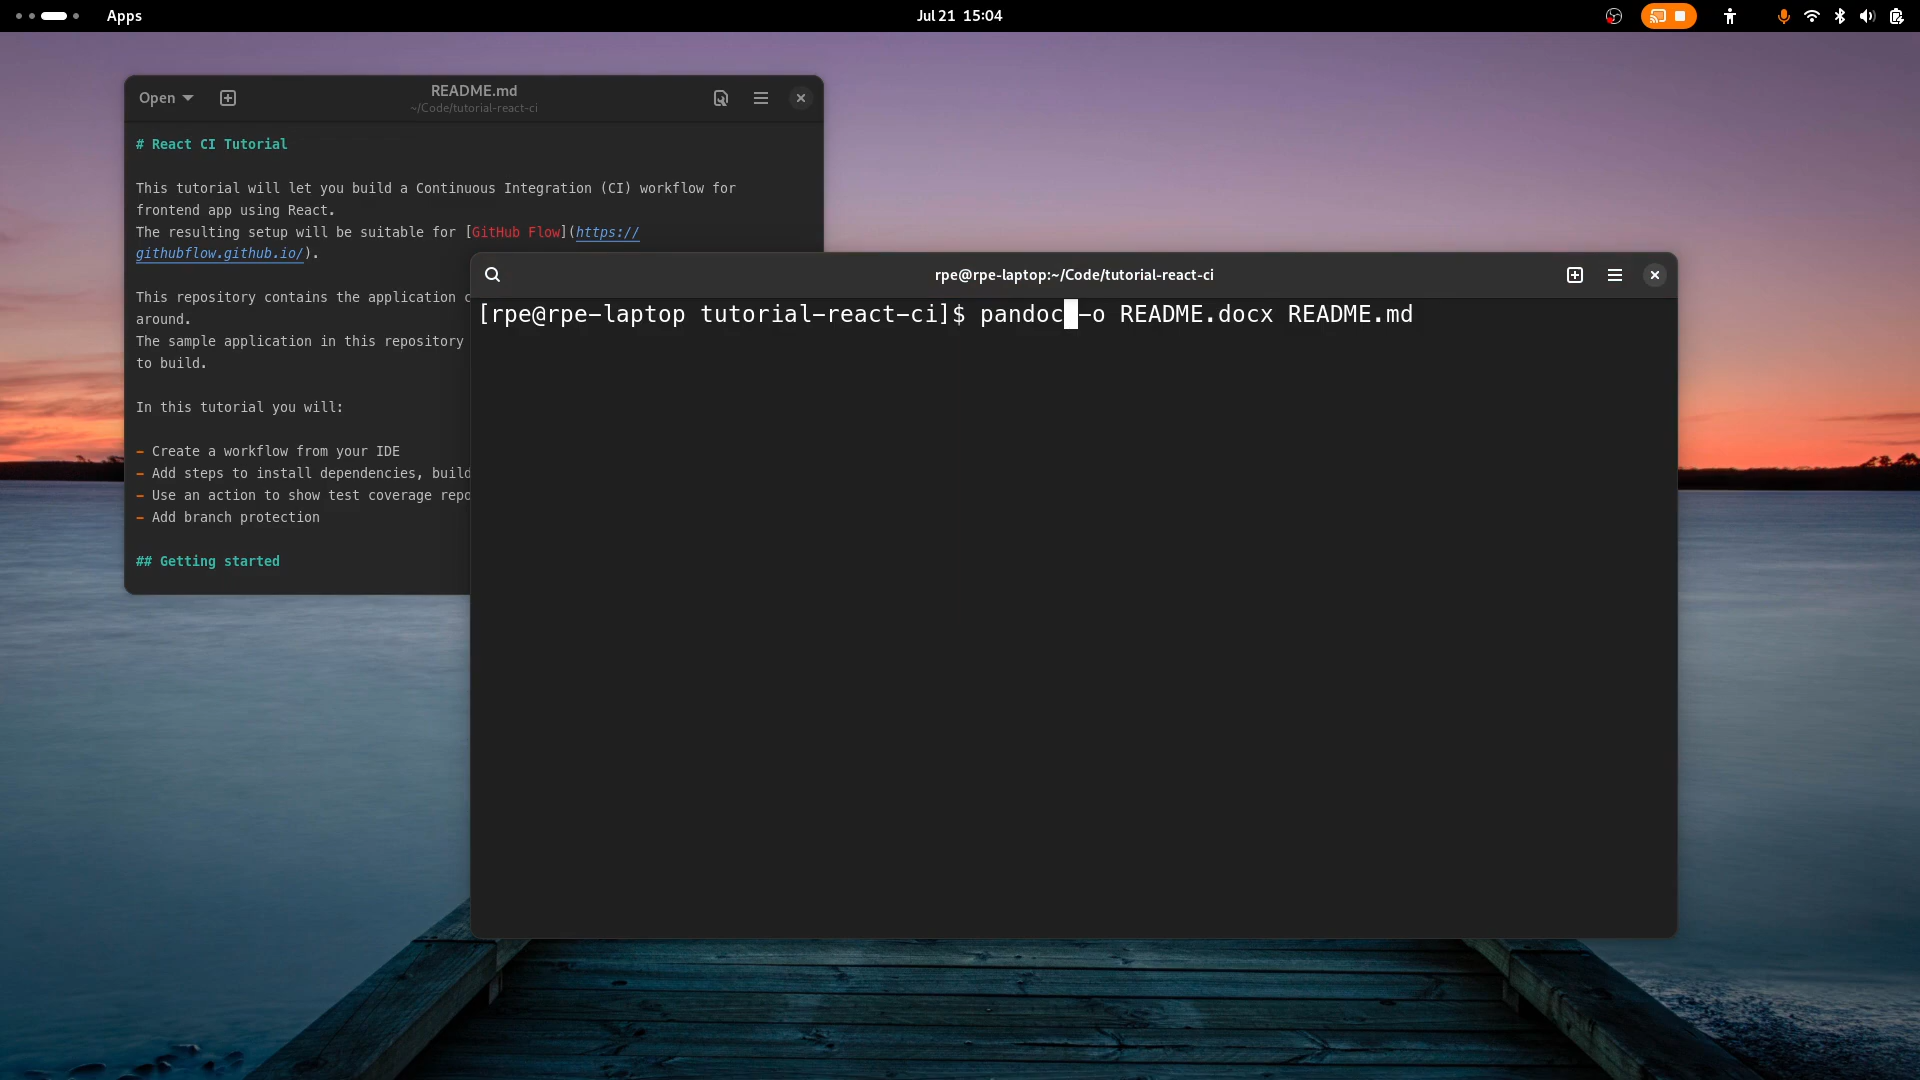 Apps
Jul 21 15:04
Open
README.md
~/Code/tutorial-react-ci
# React CI Tutorial
This tutorial will let you build a Continuous Integration (CI) workflow for
frontend app using React.
The resulting setup will be suitable for [GitHub Flow](https://
githubflow.github.io/).
This repository contains the application
around.
The sample application in this repository
to build.
In this tutorial you will:
- Create a workflow from your IDE
- Add steps to install dependencies, build
- Use an action to show test coverage repo
- Add branch protection
## Getting started
rpe@rpe-laptop:~/Code/tutorial-react-ci
[rpe@rpe-laptop tutorial-react-ci]$ pandoc -o README.docx README.md